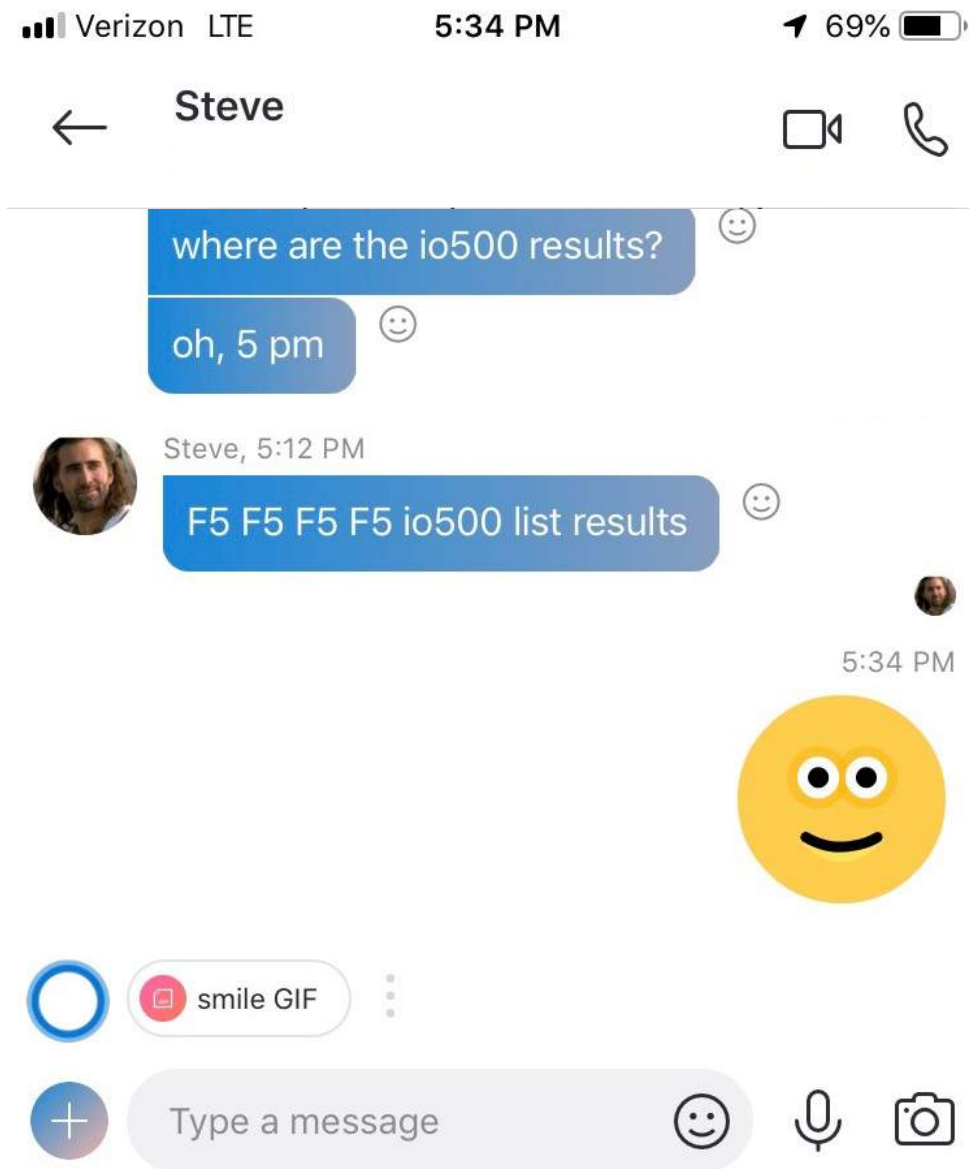 Verizon LTE 5:34 PM 69%
Steve
where are the io500 results?
oh, 5 pm
Steve, 5:12 PM
F5 F5 F5 F5 io500 list results
5:34 PM
smile GIF
Type a message